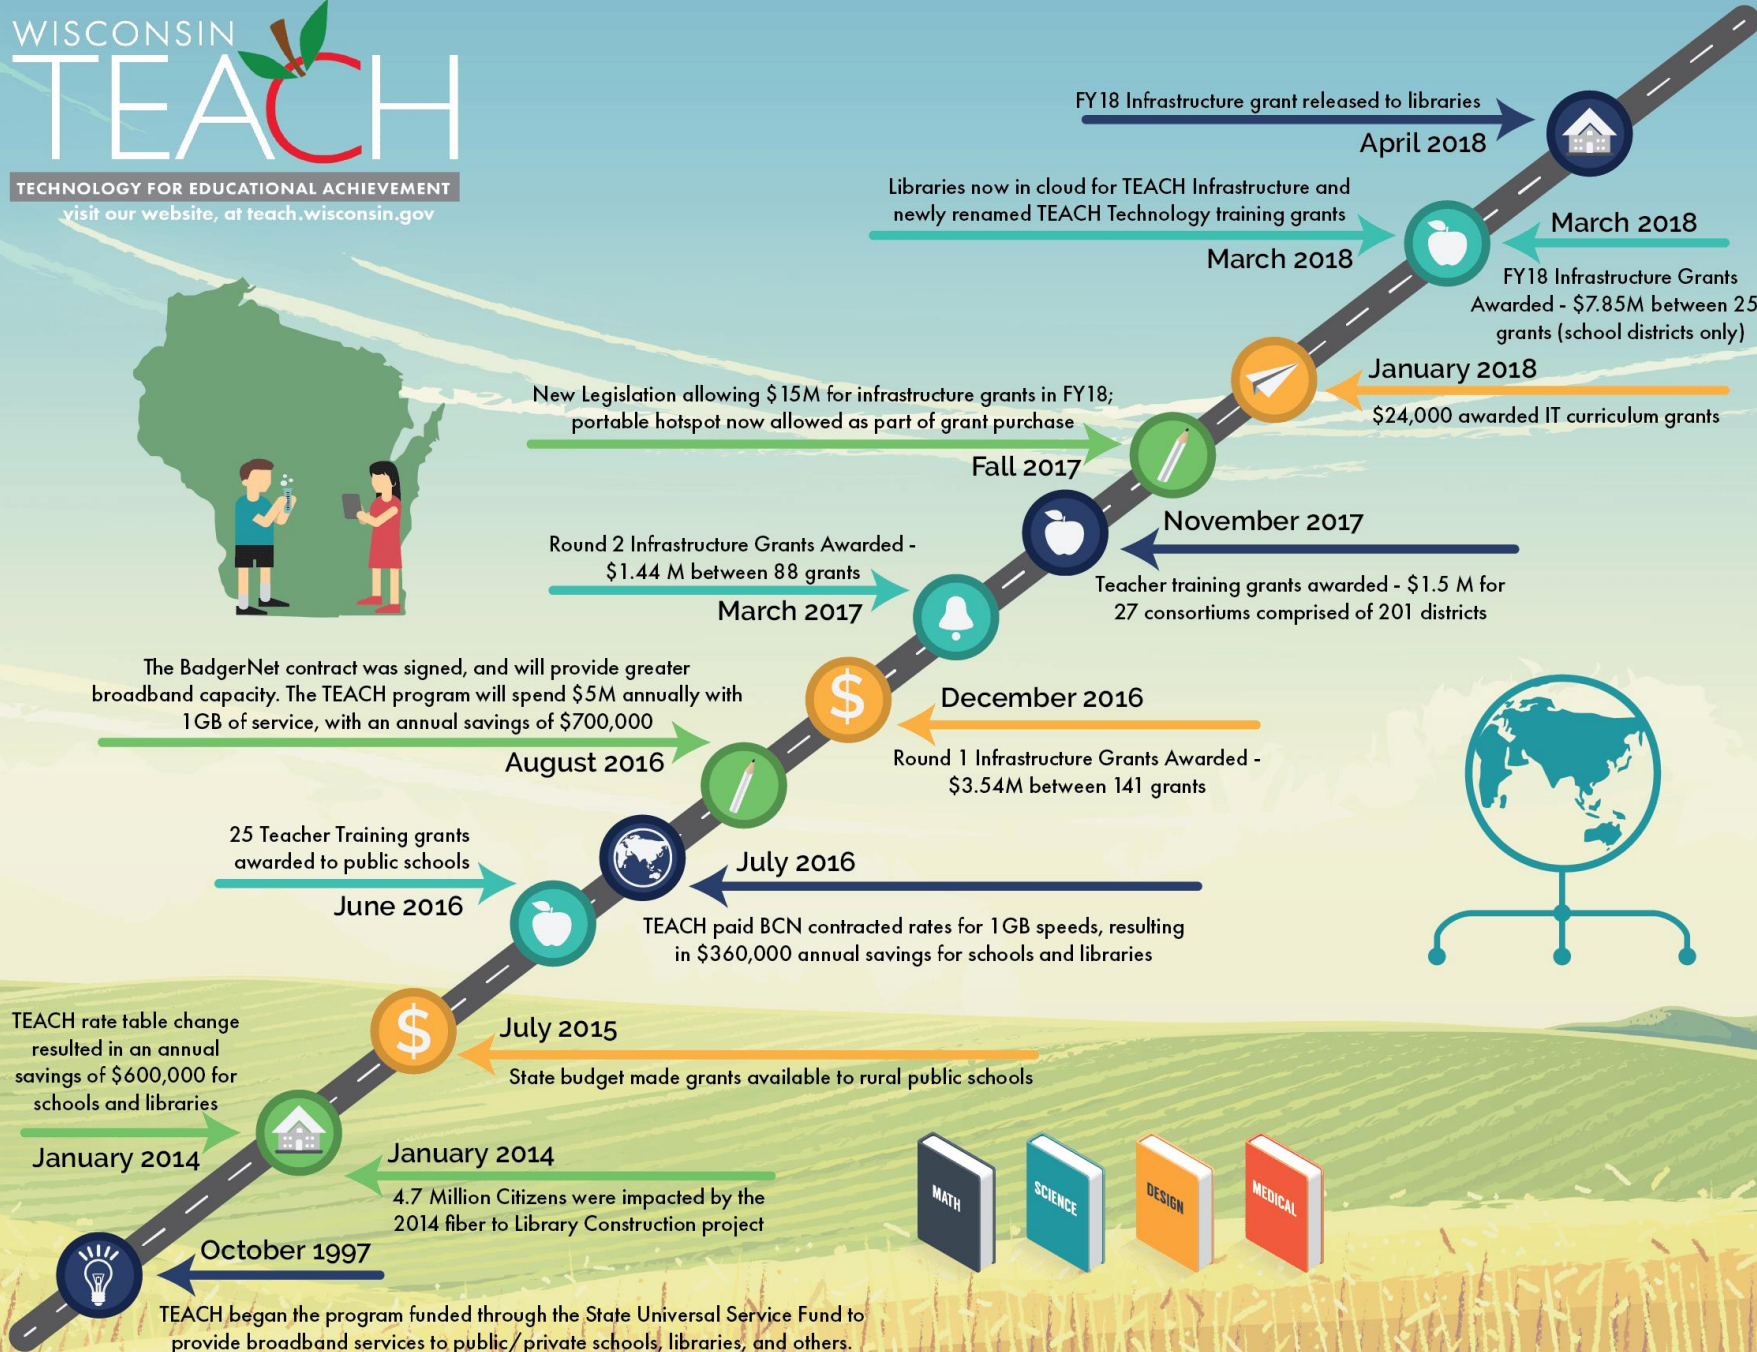 WISCONSIN
TEACH
TECHNOLOGY FOR EDUCATIONAL ACHIEVEMENT
visit our website, at teach.wisconsin.gov
FY18 Infrastructure grant released to libraries
April 2018
Libraries now in cloud for TEACH Infrastructure and
newly renamed TEACH Technology training grants
March 2018
March 2018
FY18 Infrastructure Grants
Awarded - $7.85M between 25
grants (school districts only)
January 2018
$24,000 awarded IT curriculum grants
New Legislation allowing $15M for infrastructure grants in FY18;
portable hotspot now allowed as part of grant purchase
Fall 2017
November 2017
Teacher training grants awarded - $1.5 M for
27 consortiums comprised of 201 districts
Round 2 Infrastructure Grants Awarded -
$1.44 M between 88 grants
March 2017
December 2016
Round 1 Infrastructure Grants Awarded -
$3.54M between 141 grants
The BadgerNet contract was signed, and will provide greater
broadband capacity. The TEACH program will spend $5M annually with
1GB of service, with an annual savings of $700,000
August 2016
July 2016
TEACH paid BCN contracted rates for 1GB speeds, resulting
in $360,000 annual savings for schools and libraries
25 Teacher Training grants
awarded to public schools
June 2016
July 2015
State budget made grants available to rural public schools
TEACH rate table change
resulted in an annual
savings of $600,000 for
schools and libraries
January 2014
January 2014
4.7 Million Citizens were impacted by the
2014 fiber to Library Construction project
October 1997
TEACH began the program funded through the State Universal Service Fund to
provide broadband services to public/private schools, libraries, and others.
$
$
MATH
SCIENCE
DESIGN
MEDICAL